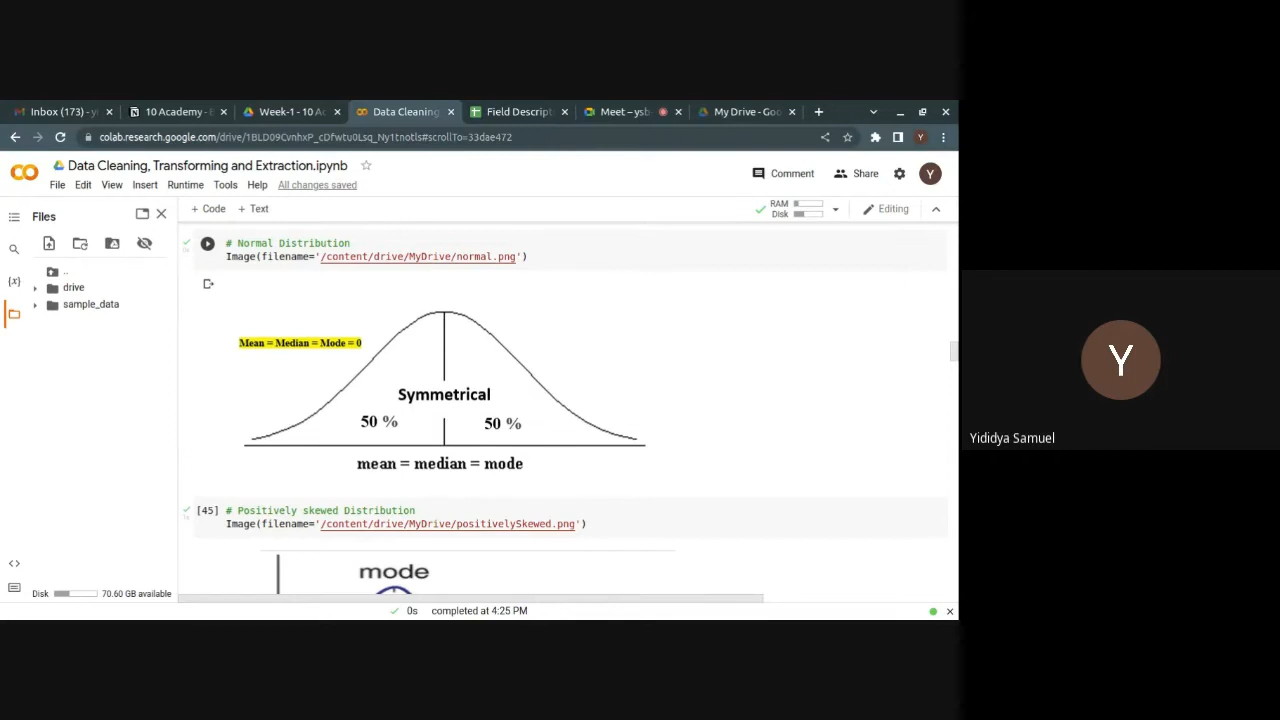 Inbox (173) - y
10 Academy - E
Week-1 - 10 Ac
Data Cleaning,
Field Descript
Meet – ysb
My Drive - Goo
colab.research.google.com/drive/1BLD09CvnhxP_cDfwtu0Lsq_Ny1tnotls#scrollTo=33dae472
Y
Data Cleaning, Transforming and Extraction.ipynb
Comment
Share
Y
File Edit View Insert Runtime Tools Help All changes saved
Files
+ Code + Text
RAM
Disk
Editing
..
drive
sample_data
{x}
# Normal Distribution
Image(filename='/content/drive/MyDrive/normal.png')
Mean = Median = Mode = 0
Symmetrical
50 % 50 %
mean = median = mode
[45] # Positively skewed Distribution
Image(filename='/content/drive/MyDrive/positivelySkewed.png')
mode
Disk 70.60 GB available
0s completed at 4:25 PM
Y
Yididya Samuel